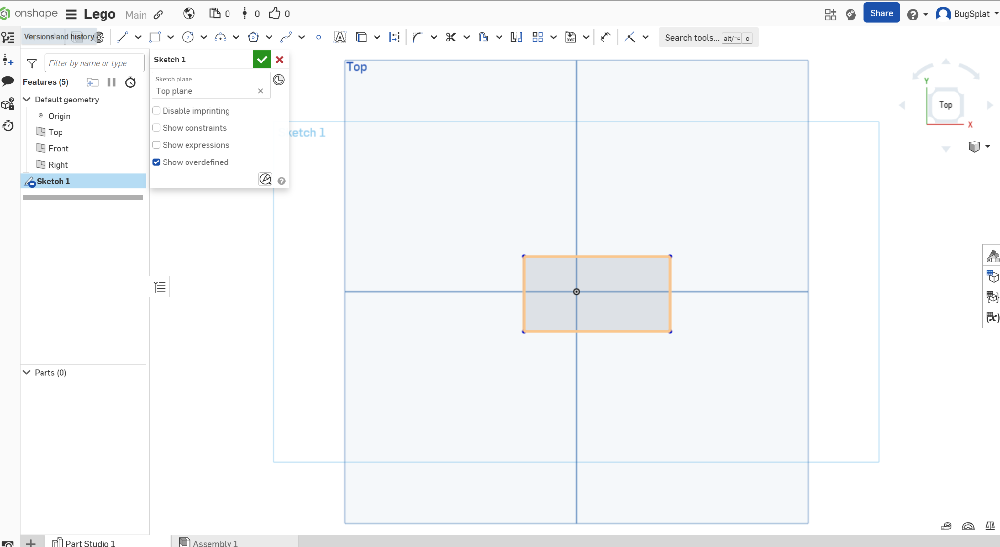 onshape Lego Main 0 0 0 Share BugSplat
Versions and history Search tools... alt/⌥ c
Filter by name or type
Features (5)
Default geometry
Origin
Top
Front
Right
Sketch 1
Parts (0)
Sketch 1
Sketch plane
Top plane
Disable imprinting
Show constraints
Show expressions
Show overdefined
Top
ketch 1
Y
Top
X
(x)
Part Studio 1
Assembly 1